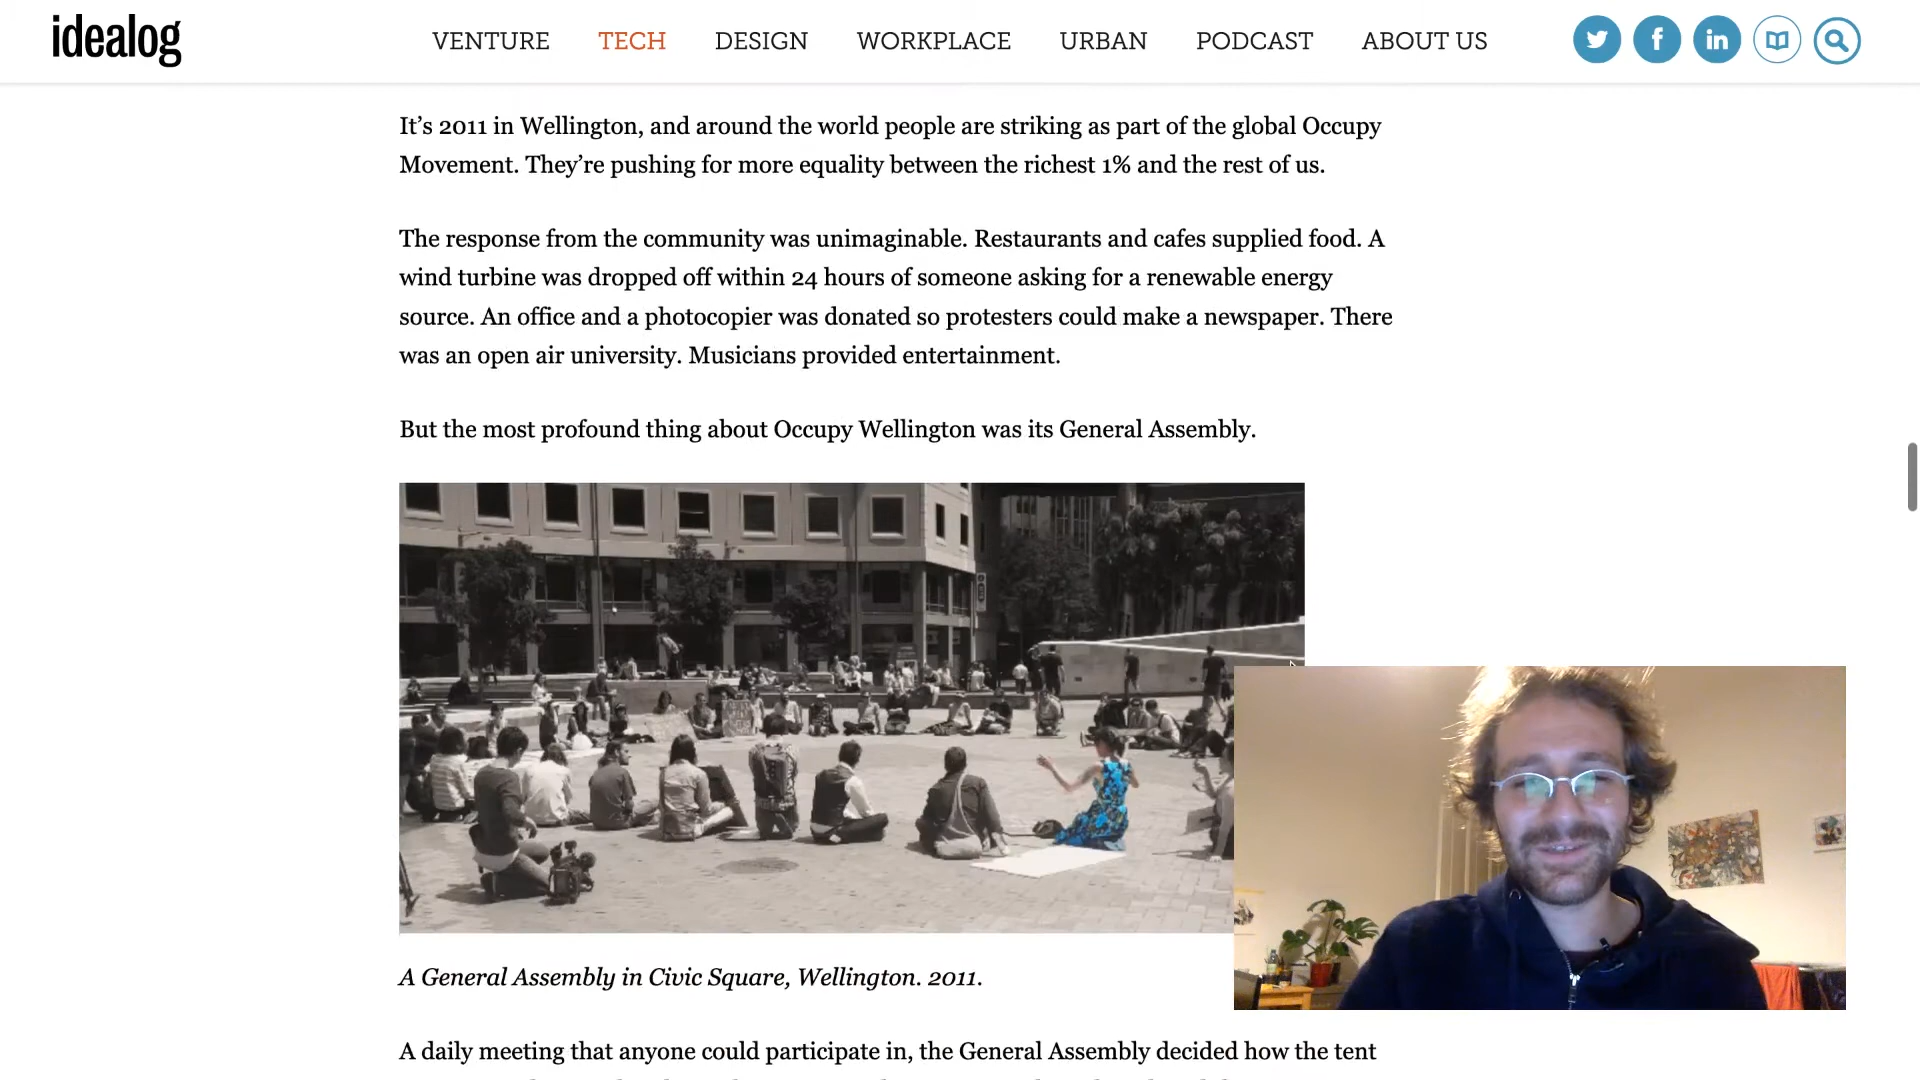 idealog
VENTURE TECH DESIGN WORKPLACE URBAN PODCAST ABOUT US
It’s 2011 in Wellington, and around the world people are striking as part of the global Occupy
Movement. They’re pushing for more equality between the richest 1% and the rest of us.
The response from the community was unimaginable. Restaurants and cafes supplied food. A
wind turbine was dropped off within 24 hours of someone asking for a renewable energy
source. An office and a photocopier was donated so protesters could make a newspaper. There
was an open air university. Musicians provided entertainment.
But the most profound thing about Occupy Wellington was its General Assembly.
A General Assembly in Civic Square, Wellington. 2011.
A daily meeting that anyone could participate in, the General Assembly decided how the tent